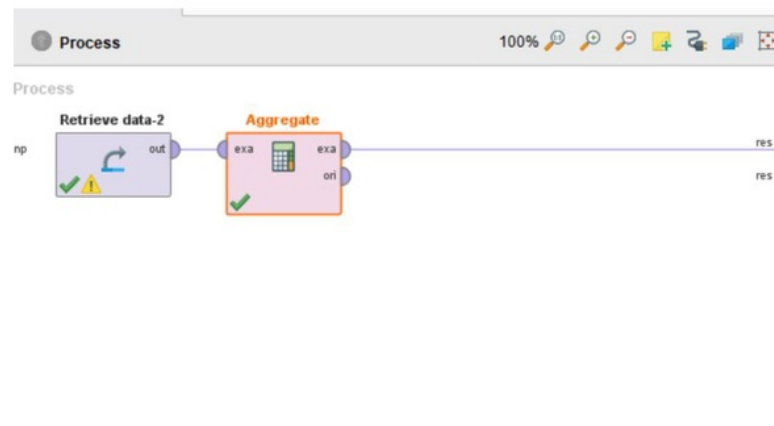 Process
100%
Process
Retrieve data-2
Aggregate
np
out
exa
exa
res
ori
res